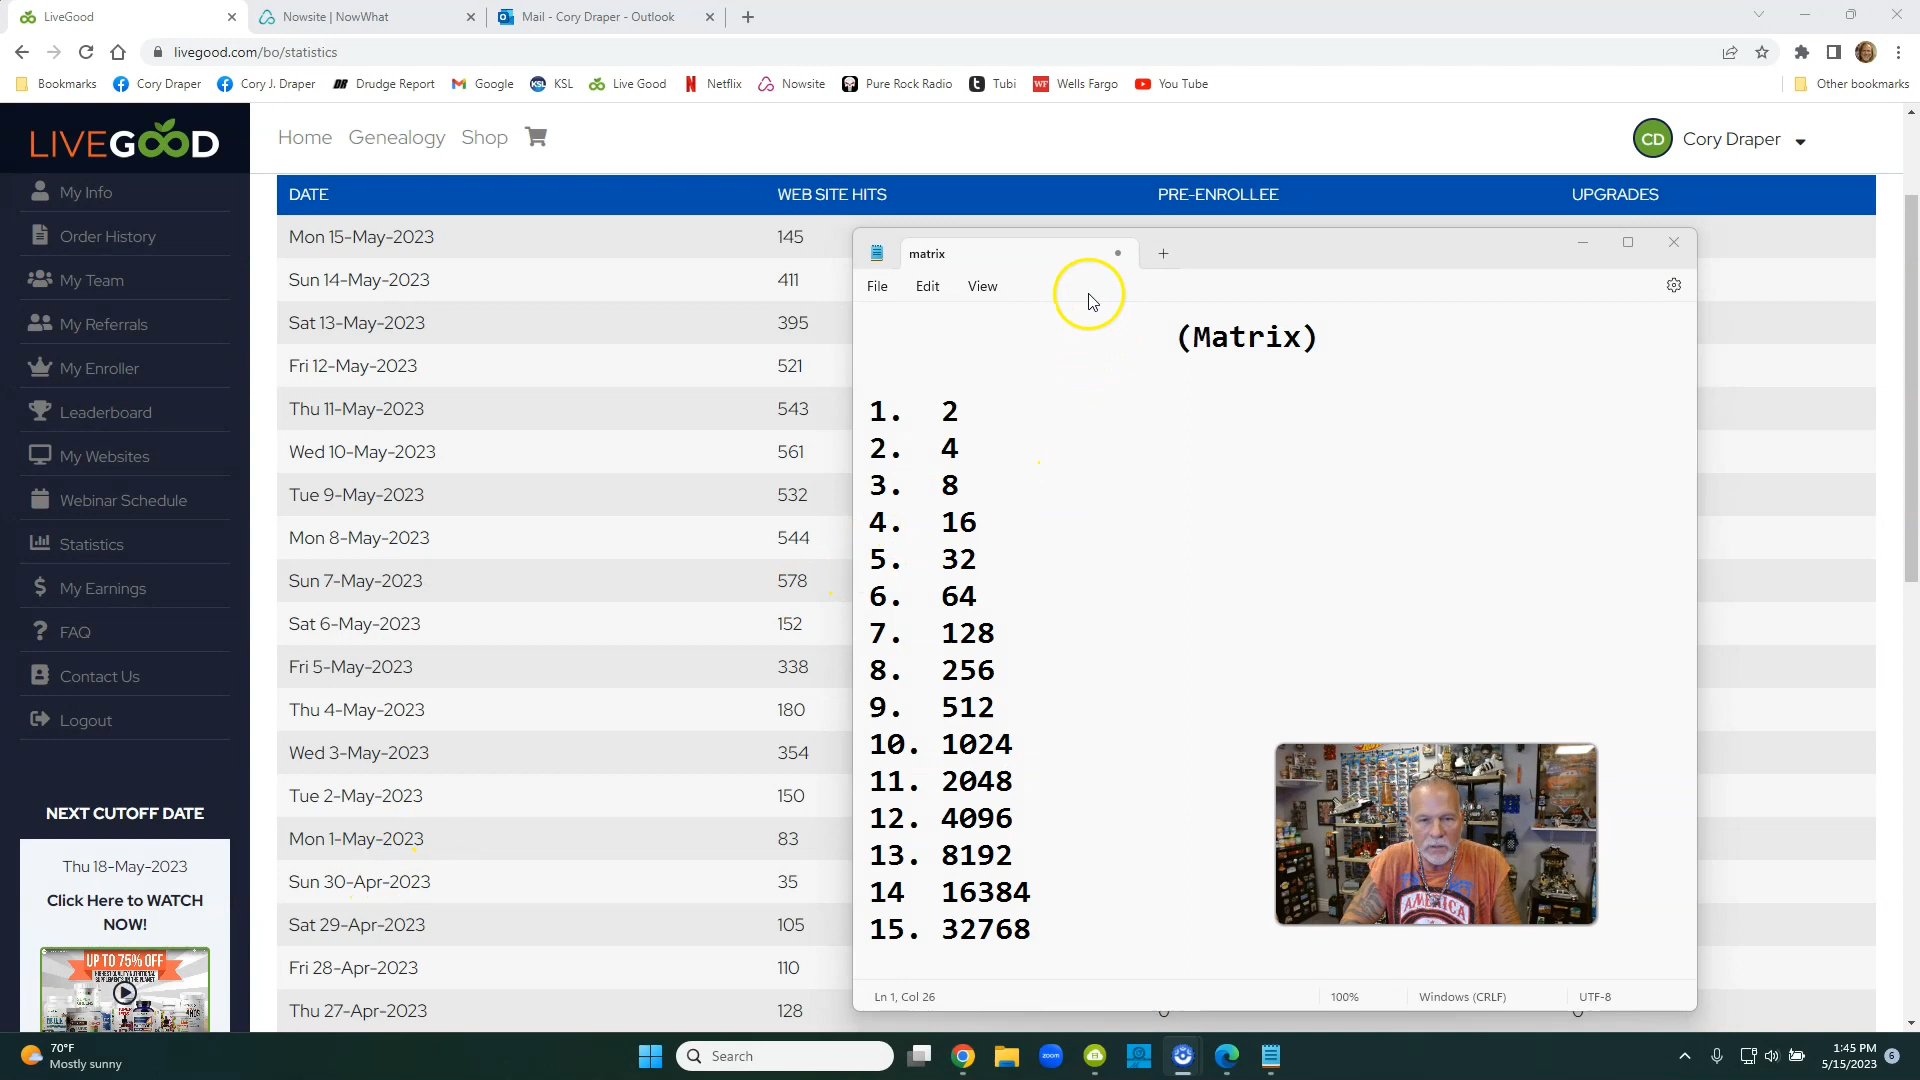 LiveGood
Nowsite | NowWhat
Mail - Cory Draper - Outlook
livegood.com/bo/statistics
Bookmarks
Cory Draper
Cory J. Draper
DR Drudge Report
Google
KSL KSL
Live Good
Netflix
Nowsite
Pure Rock Radio
t Tubi
WF Wells Fargo
You Tube
Other bookmarks
LIVEGOOD
Home
Genealogy
Shop
CD Cory Draper
My Info
Order History
My Team
My Referrals
My Enroller
Leaderboard
My Websites
Webinar Schedule
Statistics
My Earnings
FAQ
Contact Us
Logout
NEXT CUTOFF DATE
Thu 18-May-2023
Click Here to WATCH
NOW!
UP TO 75% OFF
DATE WEB SITE HITS PRE-ENROLLEE UPGRADES
Mon 15-May-2023 145
Sun 14-May-2023 411
Sat 13-May-2023 395
Fri 12-May-2023 521
Thu 11-May-2023 543
Wed 10-May-2023 561
Tue 9-May-2023 532
Mon 8-May-2023 544
Sun 7-May-2023 578
Sat 6-May-2023 152
Fri 5-May-2023 338
Thu 4-May-2023 180
Wed 3-May-2023 354
Tue 2-May-2023 150
Mon 1-May-2023 83
Sun 30-Apr-2023 35
Sat 29-Apr-2023 105
Fri 28-Apr-2023 110
Thu 27-Apr-2023 128
matrix
File Edit View
(Matrix)
1. 2
2. 4
3. 8
4. 16
5. 32
6. 64
7. 128
8. 256
9. 512
10. 1024
11. 2048
12. 4096
13. 8192
14 16384
15. 32768
AMERICA
Ln 1, Col 26
100%
Windows (CRLF)
UTF-8
70°F
Mostly sunny
Search
zoom
1:45 PM
5/15/2023
6